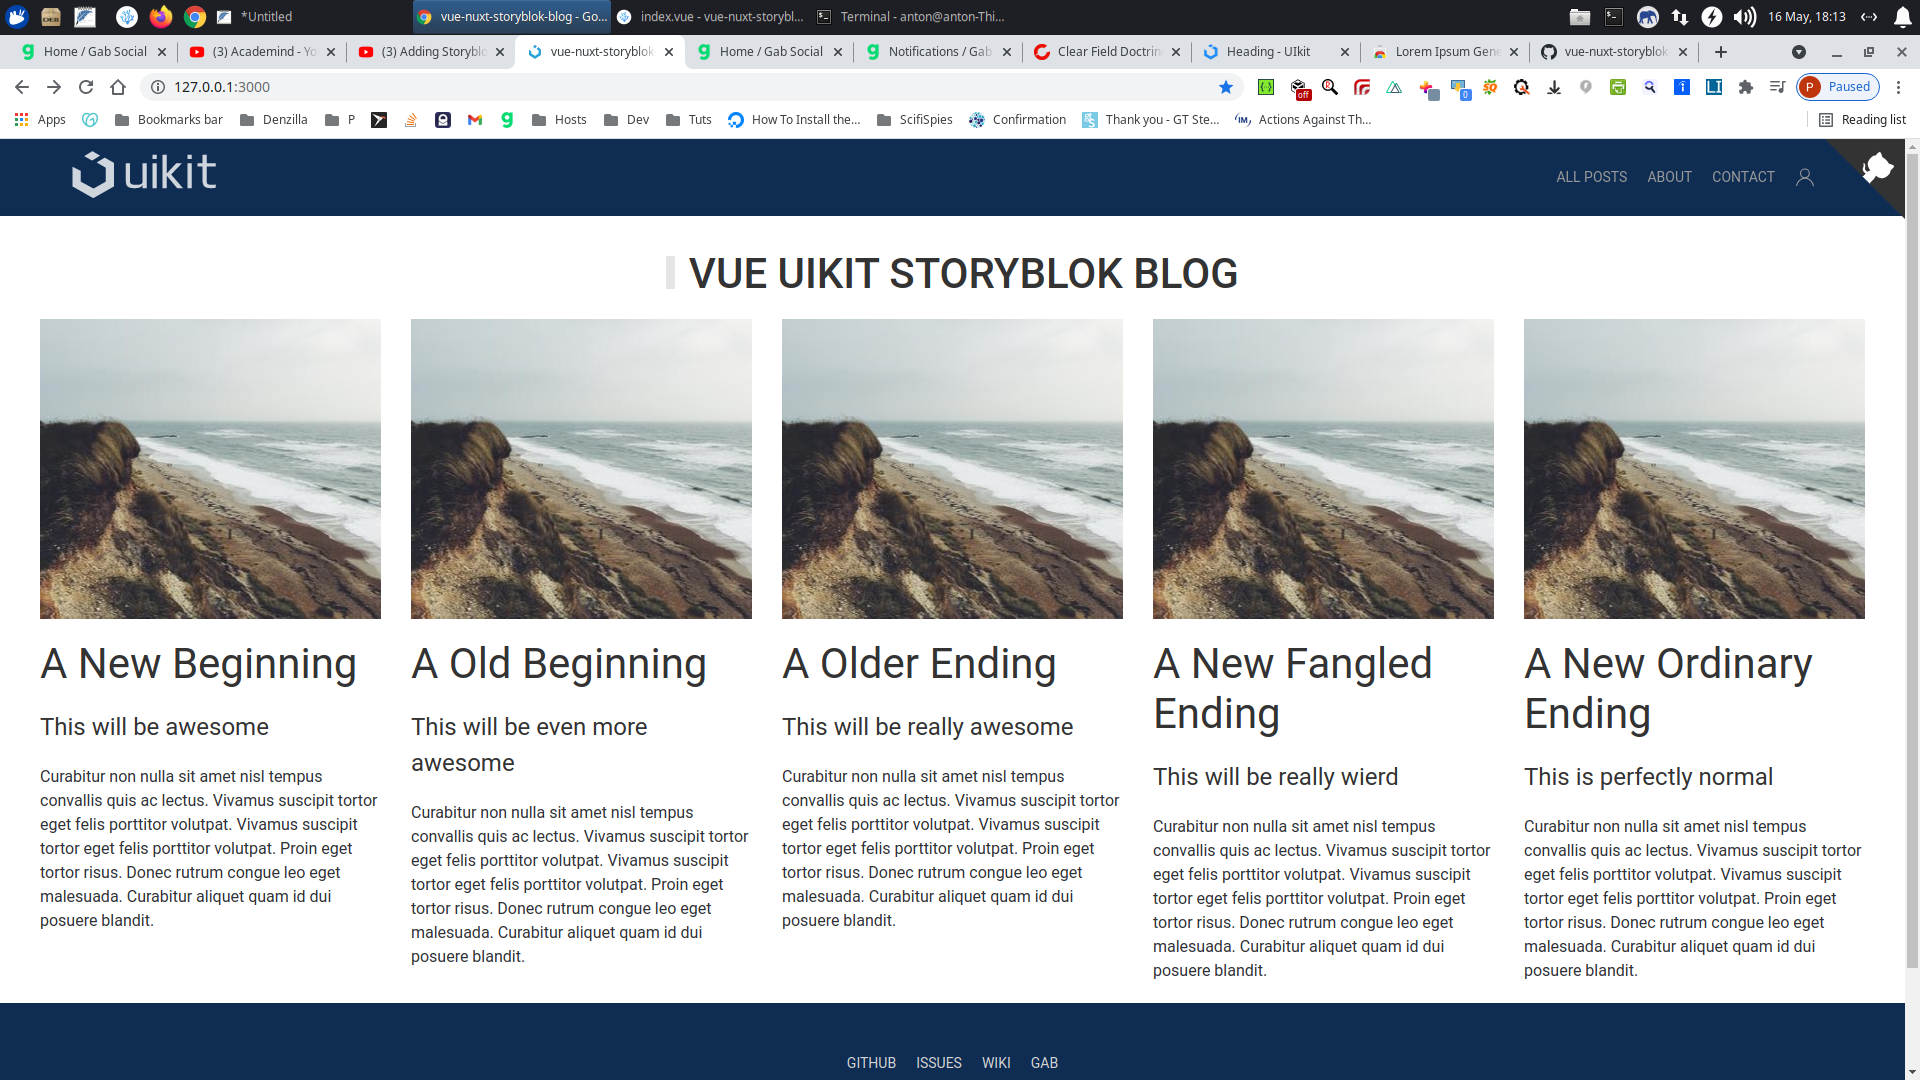 *Untitled
vue-nuxt-storyblok-blog - Go...
index.vue - vue-nuxt-storybl...
Terminal - anton@anton-Thi...
16 May, 18:13
Home / Gab Social
(3) Academind - Yo
(3) Adding Storyblo
vue-nuxt-storyblok
Home / Gab Social
Notifications / Gab
Clear Field Doctrin
Heading - UIkit
Lorem Ipsum Gene
vue-nuxt-storyblok
127.0.0.1:3000
off
0
P Paused
Apps
Bookmarks bar
Denzilla
P
Hosts
Dev
Tuts
How To Install the...
ScifiSpies
Confirmation
Thank you - GT Ste...
Actions Against Th...
Reading list
uikit
ALL POSTS
ABOUT
CONTACT
VUE UIKIT STORYBLOK BLOG
A New Beginning
This will be awesome
Curabitur non nulla sit amet nisl tempus
convallis quis ac lectus. Vivamus suscipit tortor
eget felis porttitor volutpat. Vivamus suscipit
tortor eget felis porttitor volutpat. Proin eget
tortor risus. Donec rutrum congue leo eget
malesuada. Curabitur aliquet quam id dui
posuere blandit.
A Old Beginning
This will be even more
awesome
Curabitur non nulla sit amet nisl tempus
convallis quis ac lectus. Vivamus suscipit tortor
eget felis porttitor volutpat. Vivamus suscipit
tortor eget felis porttitor volutpat. Proin eget
tortor risus. Donec rutrum congue leo eget
malesuada. Curabitur aliquet quam id dui
posuere blandit.
A Older Ending
This will be really awesome
Curabitur non nulla sit amet nisl tempus
convallis quis ac lectus. Vivamus suscipit tortor
eget felis porttitor volutpat. Vivamus suscipit
tortor eget felis porttitor volutpat. Proin eget
tortor risus. Donec rutrum congue leo eget
malesuada. Curabitur aliquet quam id dui
posuere blandit.
A New Fangled
Ending
This will be really wierd
Curabitur non nulla sit amet nisl tempus
convallis quis ac lectus. Vivamus suscipit tortor
eget felis porttitor volutpat. Vivamus suscipit
tortor eget felis porttitor volutpat. Proin eget
tortor risus. Donec rutrum congue leo eget
malesuada. Curabitur aliquet quam id dui
posuere blandit.
A New Ordinary
Ending
This is perfectly normal
Curabitur non nulla sit amet nisl tempus
convallis quis ac lectus. Vivamus suscipit tortor
eget felis porttitor volutpat. Vivamus suscipit
tortor eget felis porttitor volutpat. Proin eget
tortor risus. Donec rutrum congue leo eget
malesuada. Curabitur aliquet quam id dui
posuere blandit.
GITHUB
ISSUES
WIKI
GAB